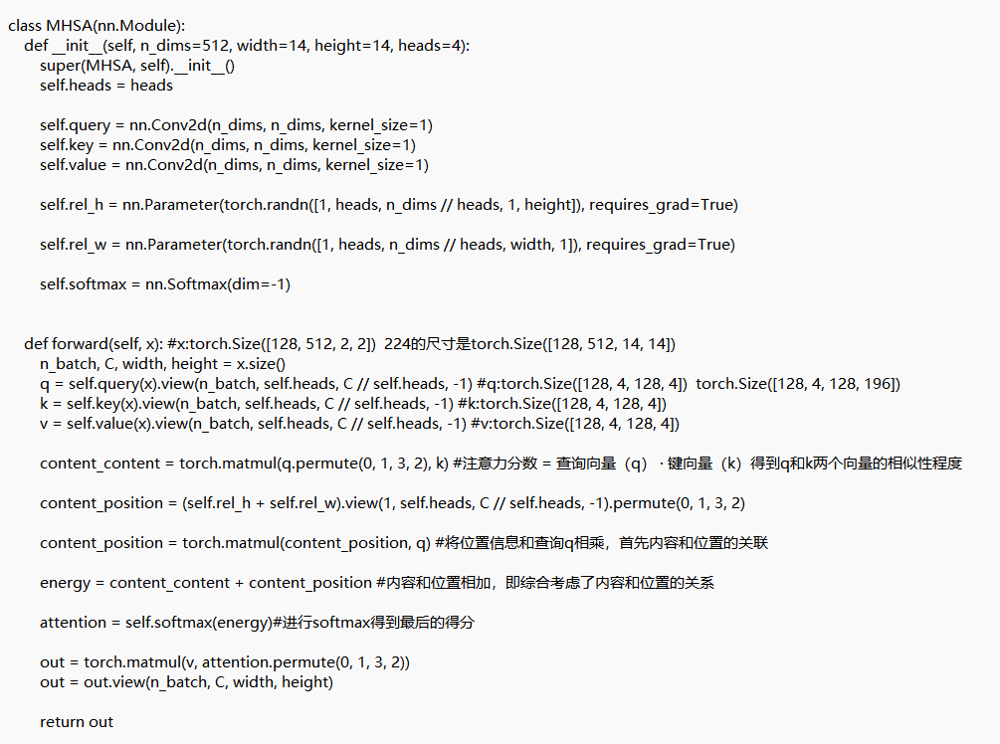 class MHSA(nn.Module):
def __init__(self, n_dims=512, width=14, height=14, heads=4):
super(MHSA, self).__init__()
self.heads = heads
self.query = nn.Conv2d(n_dims, n_dims, kernel_size=1)
self.key = nn.Conv2d(n_dims, n_dims, kernel_size=1)
self.value = nn.Conv2d(n_dims, n_dims, kernel_size=1)
self.rel_h = nn.Parameter(torch.randn([1, heads, n_dims // heads, 1, height]), requires_grad=True)
self.rel_w = nn.Parameter(torch.randn([1, heads, n_dims // heads, width, 1]), requires_grad=True)
self.softmax = nn.Softmax(dim=-1)
def forward(self, x): #x:torch.Size([128, 512, 2, 2])  224的尺寸是torch.Size([128, 512, 14, 14])
n_batch, C, width, height = x.size()
q = self.query(x).view(n_batch, self.heads, C // self.heads, -1) #q:torch.Size([128, 4, 128, 4])  torch.Size([128, 4, 128, 196])
k = self.key(x).view(n_batch, self.heads, C // self.heads, -1) #k:torch.Size([128, 4, 128, 4])
v = self.value(x).view(n_batch, self.heads, C // self.heads, -1) #v:torch.Size([128, 4, 128, 4])
content_content = torch.matmul(q.permute(0, 1, 3, 2), k) #注意力分数 = 查询向量（q） · 键向量（k）得到q和k两个向量的相似性程度
content_position = (self.rel_h + self.rel_w).view(1, self.heads, C // self.heads, -1).permute(0, 1, 3, 2)
content_position = torch.matmul(content_position, q) #将位置信息和查询q相乘，首先内容和位置的关联
energy = content_content + content_position #内容和位置相加，即综合考虑了内容和位置的关系
attention = self.softmax(energy)#进行softmax得到最后的得分
out = torch.matmul(v, attention.permute(0, 1, 3, 2))
out = out.view(n_batch, C, width, height)
return out